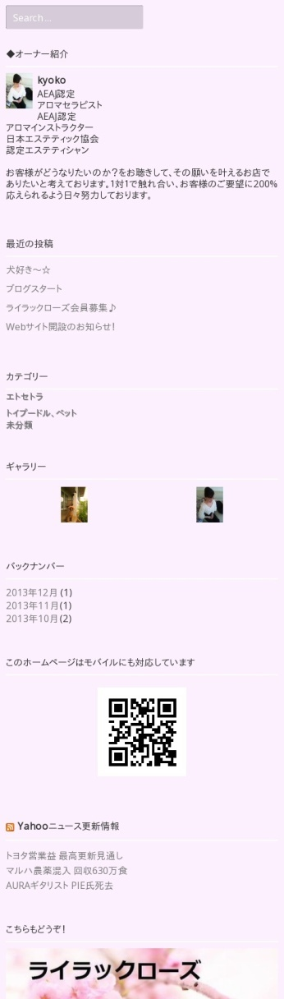 Search...
◆オーナー紹介
kyoko
AEAJ認定
アロマセラピスト
AEAJ認定
アロマインストラクター
日本エステティック協会
認定エステティシャン
お客様がどうなりたいのか？をお聴きして、その願いを叶えるお店で
ありたいと考えております。1対1で触れ合い、お客様のご要望に200%
応えられるよう日々努力しております。
最近の投稿
犬好き～☆
ブログスタート
ライラックローズ会員募集♪
Webサイト開設のお知らせ！
カテゴリー
エトセトラ
トイプードル、ペット
未分類
ギャラリー
バックナンバー
2013年12月 (1)
2013年11月 (1)
2013年10月 (2)
このホームページはモバイルにも対応しています
Yahooニュース更新情報
トヨタ営業益 最高更新見通し
マルハ農薬混入 回収630万食
AURAギタリスト PIE氏死去
こちらもどうぞ！
ライラックローズ